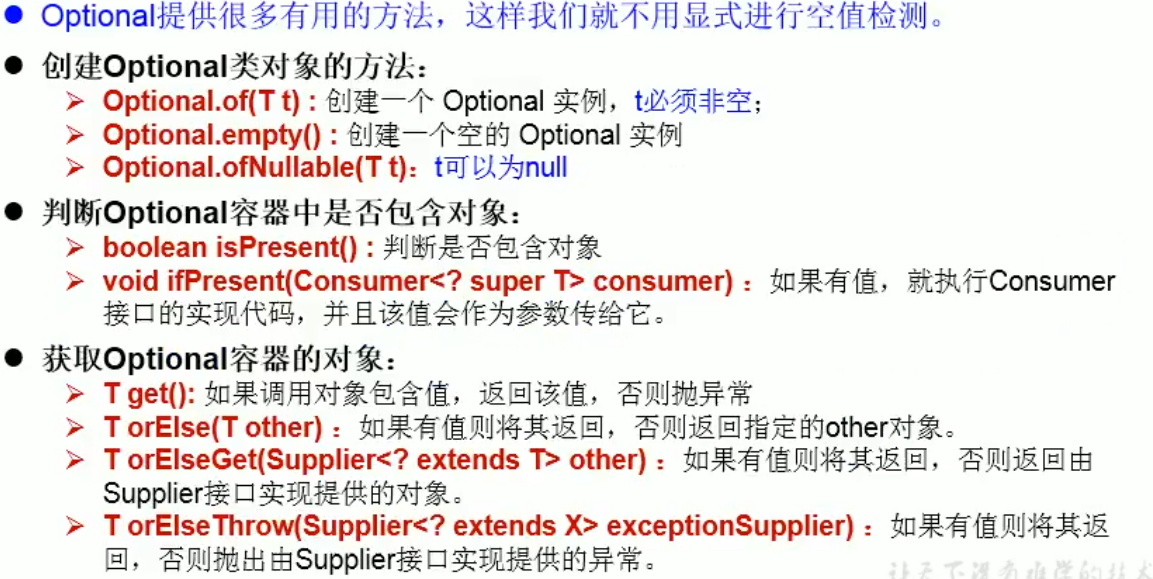 Optional提供很多有用的方法，这样我们就不用显式进行空值检测。
创建Optional类对象的方法：
Optional.of(T t) : 创建一个 Optional 实例，t必须非空；
Optional.empty() : 创建一个空的 Optional 实例
Optional.ofNullable(T t)：t可以为null
判断Optional容器中是否包含对象：
boolean isPresent() : 判断是否包含对象
void ifPresent(Consumer<? super T> consumer) ：如果有值，就执行Consumer
接口的实现代码，并且该值会作为参数传给它。
获取Optional容器的对象：
T get(): 如果调用对象包含值，返回该值，否则抛异常
T orElse(T other) ：如果有值则将其返回，否则返回指定的other对象。
T orElseGet(Supplier<? extends T> other) ：如果有值则将其返回，否则返回由
Supplier接口实现提供的对象。
T orElseThrow(Supplier<? extends X> exceptionSupplier) ：如果有值则将其返
回，否则抛出由Supplier接口实现提供的异常。